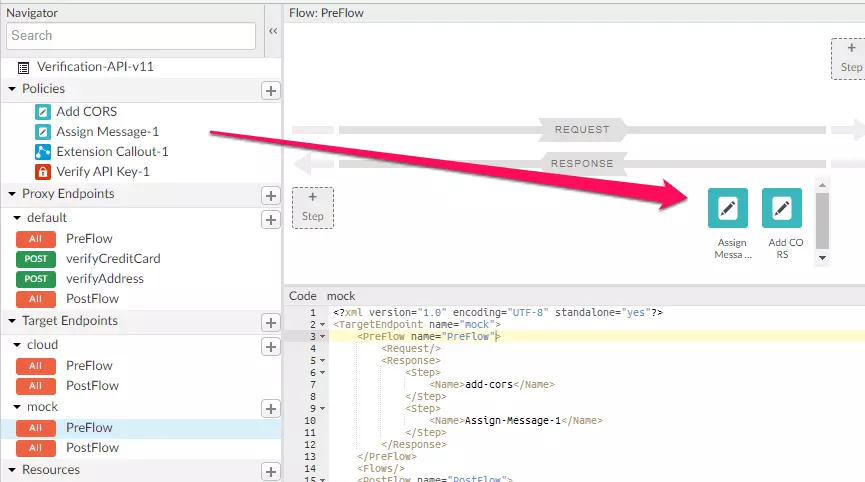 Navigator
Search
Verification-API-v11
Policies
Add CORS
Assign Message-1
Extension Callout-1
Verify API Key-1
Proxy Endpoints
default
All PreFlow
POST verifyCreditCard
POST verifyAddress
All PostFlow
Target Endpoints
cloud
All PreFlow
All PostFlow
mock
All PreFlow
All PostFlow
Resources
Flow: PreFlow
+
Step
REQUEST
RESPONSE
+
Step
Assign
Messa ...
Add CO
RS
Code mock
1 <?xml version="1.0" encoding="UTF-8" standalone="yes"?>
2 <TargetEndpoint name="mock">
3 <PreFlow name="PreFlow">
4 <Request/>
5 <Response>
6 <Step>
7 <Name>add-cors</Name>
8 </Step>
9 <Step>
10 <Name>Assign-Message-1</Name>
11 </Step>
12 </Response>
13 </PreFlow>
14 <Flows/>
15 <PostFlow name="PostFlow">